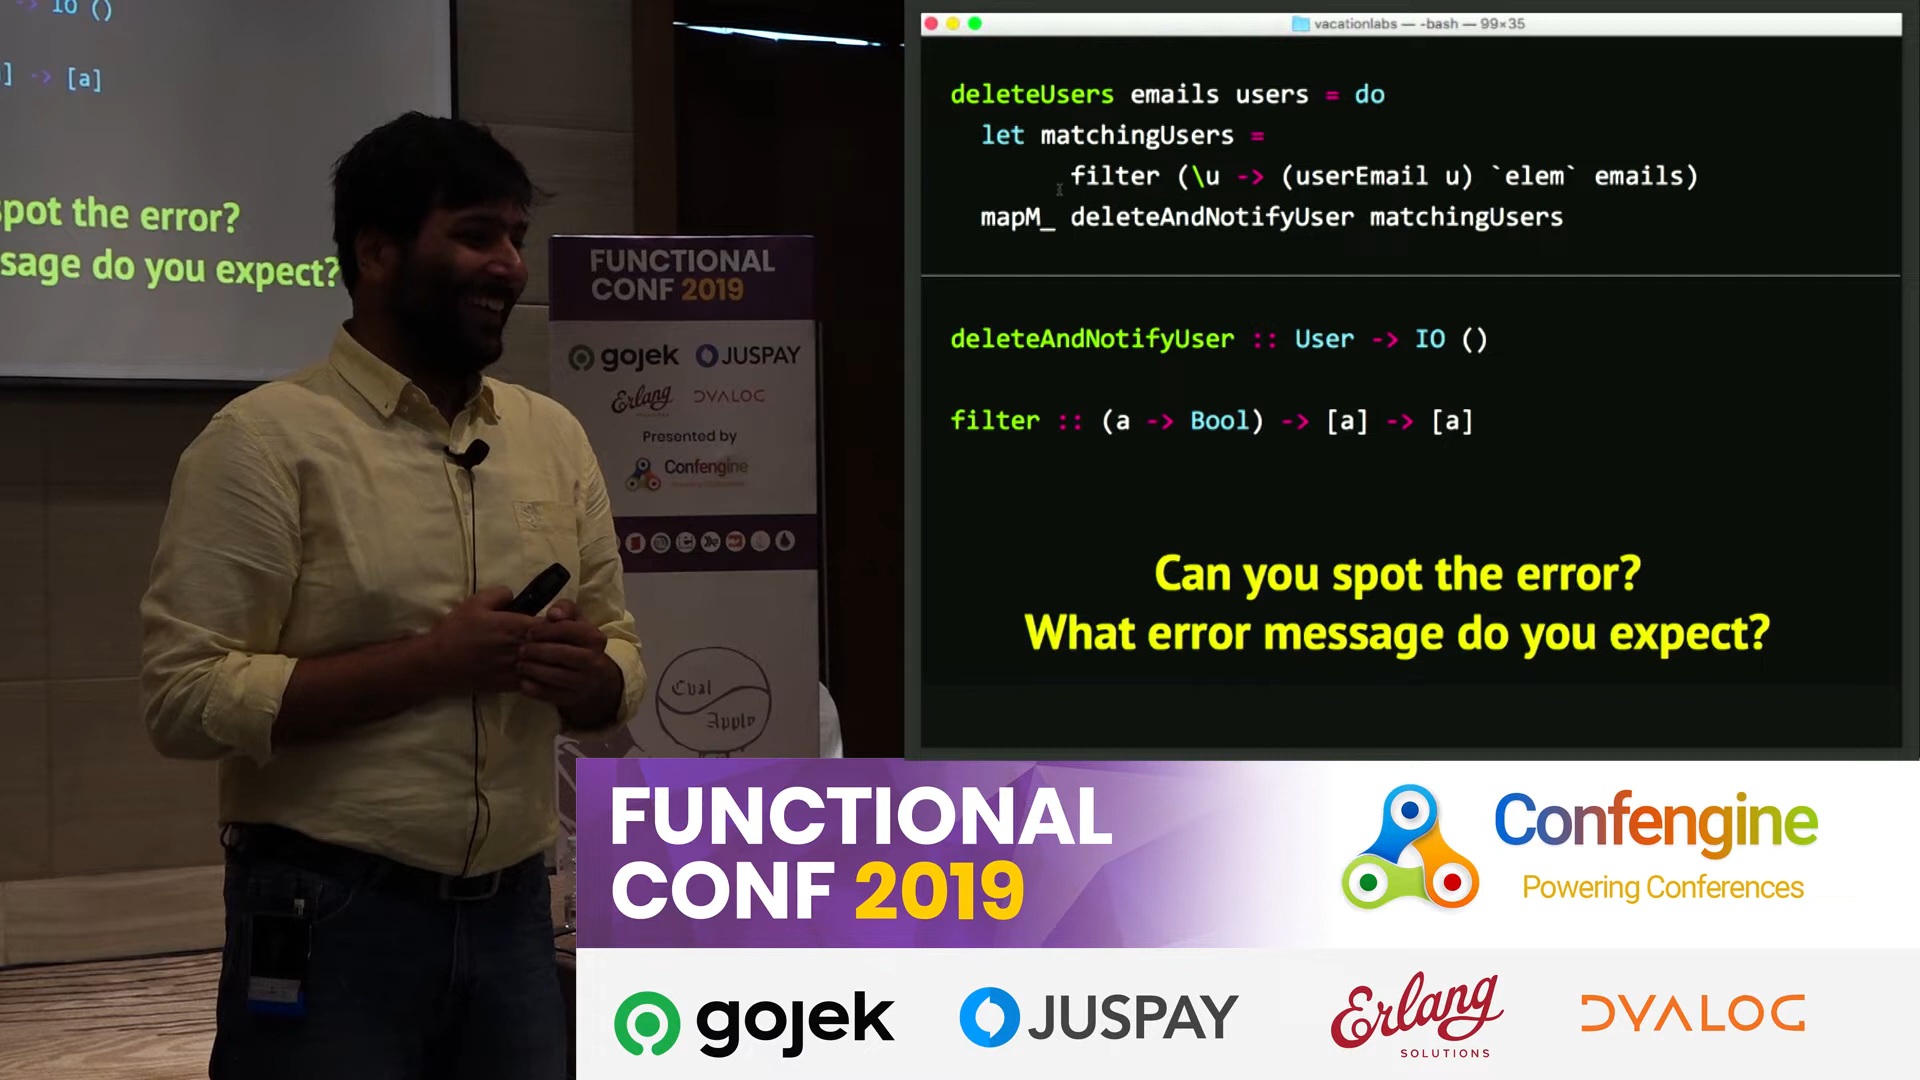 IO ()
] -> [a]
spot the error?
sage do you expect?
FUNCTIONAL
CONF 2019
gojek JUSPAY
Erlang DYALOG
Presented by
Confengine
Eval
Apply
vacationlabs — -bash — 99×35
deleteUsers emails users = do
let matchingUsers =
filter (\u -> (userEmail u) `elem` emails)
mapM_ deleteAndNotifyUser matchingUsers
deleteAndNotifyUser :: User -> IO ()
filter :: (a -> Bool) -> [a] -> [a]
Can you spot the error?
What error message do you expect?
FUNCTIONAL
CONF 2019
Confengine
Powering Conferences
gojek JUSPAY Erlang DYALOG
SOLUTIONS